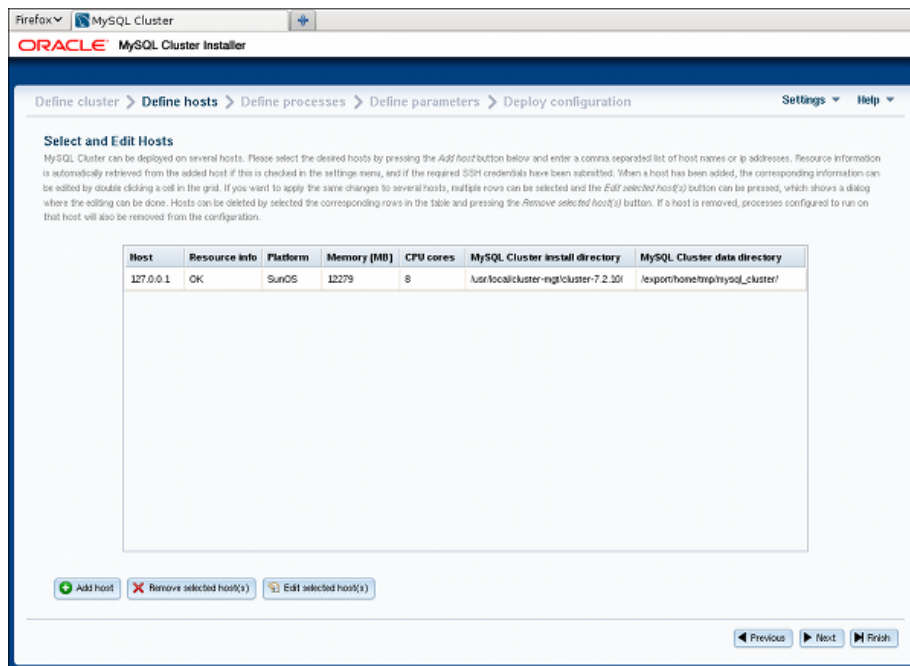 Firefox
MySQL Cluster
ORACLE MySQL Cluster Installer
Define cluster > Define hosts > Define processes > Define parameters > Deploy configuration Settings Help
Select and Edit Hosts
MySQL Cluster can be deployed on several hosts. Please select the desired hosts by pressing the Add host button below and enter a comma separated list of host names or ip addresses. Resource information
is automatically retrieved from the added host if this is checked in the settings menu, and if the required SSH credentials have been submitted. When a host has been added, the corresponding information can
be edited by double clicking a cell in the grid. If you want to apply the same changes to several hosts, multiple rows can be selected and the Edit selected host(s) button can be pressed, which shows a dialog
where the editing can be done. Hosts can be deleted by selected the corresponding rows in the table and pressing the Remove selected host(s) button. If a host is removed, processes configured to run on
that host will also be removed from the configuration.
Host Resource info Platform Memory [MB] CPU cores MySQL Cluster install directory MySQL Cluster data directory
127.0.0.1 OK SunOS 12279 8 /usr/local/cluster-mgt/cluster-7.2.10/ /export/home/tmp/mysql_cluster/
Add host Remove selected host(s) Edit selected host(s)
Previous Next Finish